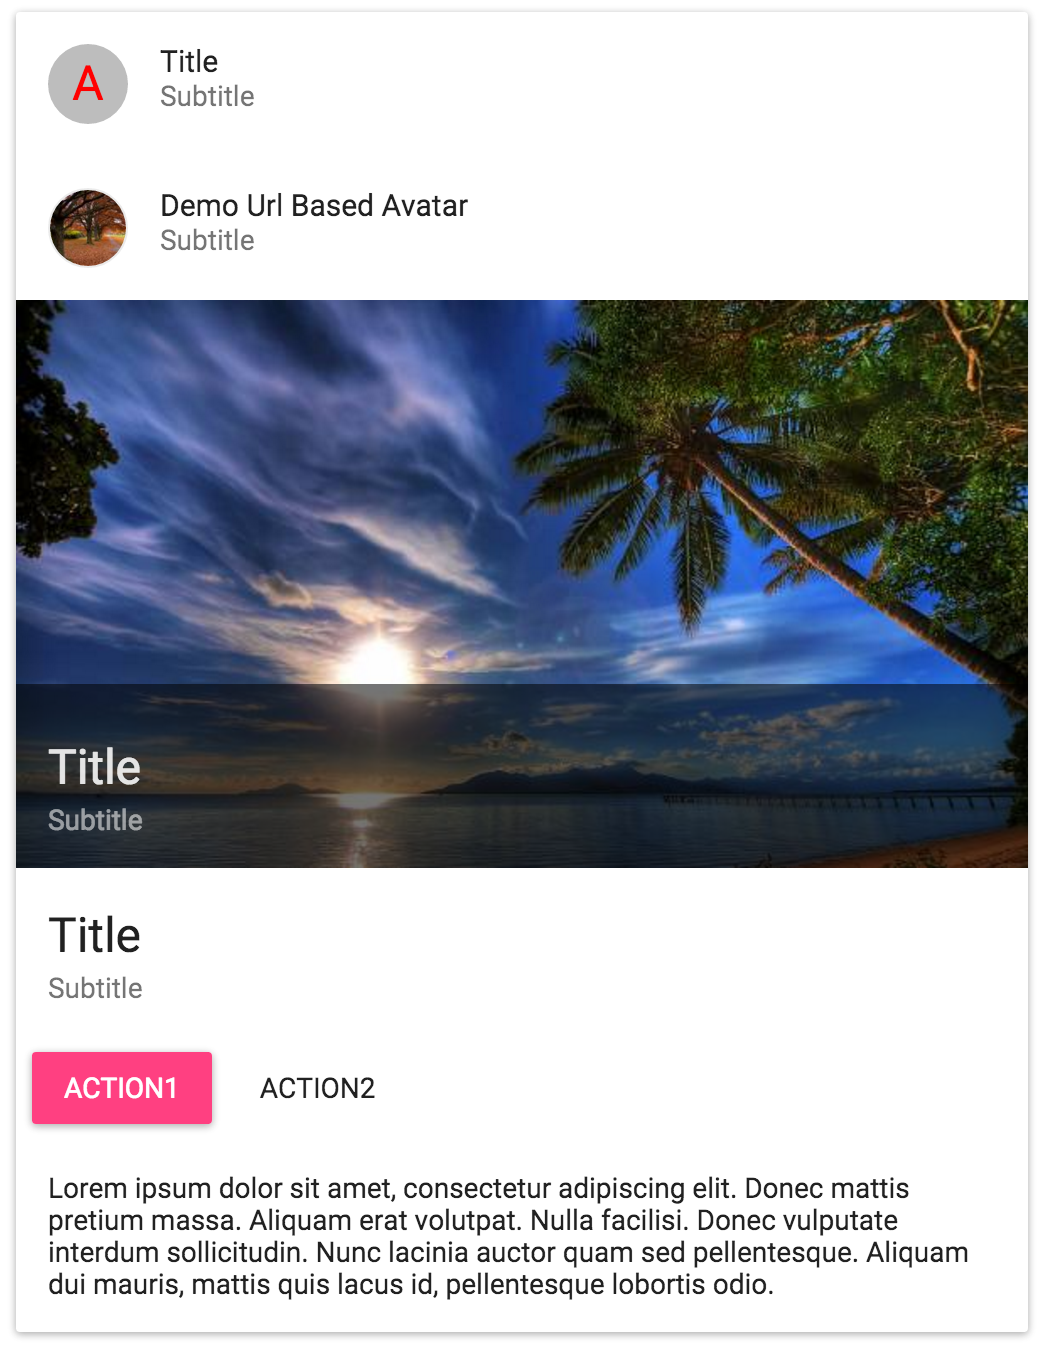 A
Title
Subtitle
Demo Url Based Avatar
Subtitle
Title
Subtitle
Title
Subtitle
ACTION1
ACTION2
Lorem ipsum dolor sit amet, consectetur adipiscing elit. Donec mattis
pretium massa. Aliquam erat volutpat. Nulla facilisi. Donec vulputate
interdum sollicitudin. Nunc lacinia auctor quam sed pellentesque. Aliquam
dui mauris, mattis quis lacus id, pellentesque lobortis odio.